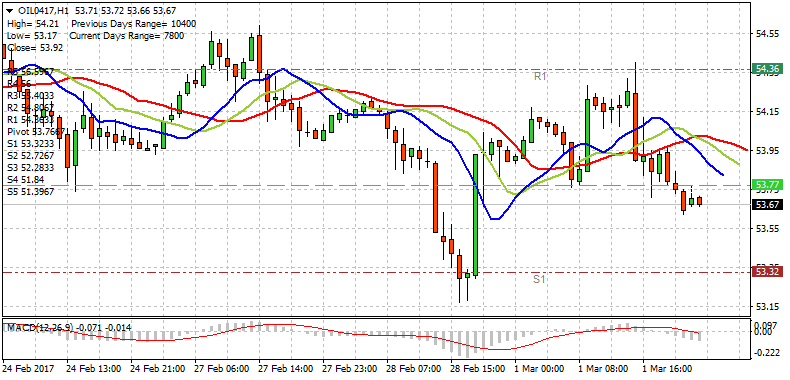 OIL0417,H1 53.71 53.72 53.66 53.67
High= 54.21 Previous Days Range= 10400
Low= 53.17 Current Days Range= 7800
Close= 53.92
R1
R2 54.8067
R1 54.3633
Pivot 53.7667
S1 53.3233
S2 52.7267
S3 52.2833
S4 51.84
S5 51.3967
S1
54.55
54.36
54.15
53.95
53.77
53.67
53.55
53.32
53.15
MACD(12,26,9) -0.071 -0.014
0.097
0.00
-0.222
24 Feb 2017
24 Feb 13:00
24 Feb 21:00
27 Feb 06:00
27 Feb 14:00
27 Feb 23:00
28 Feb 07:00
28 Feb 15:00
1 Mar 00:00
1 Mar 08:00
1 Mar 16:00